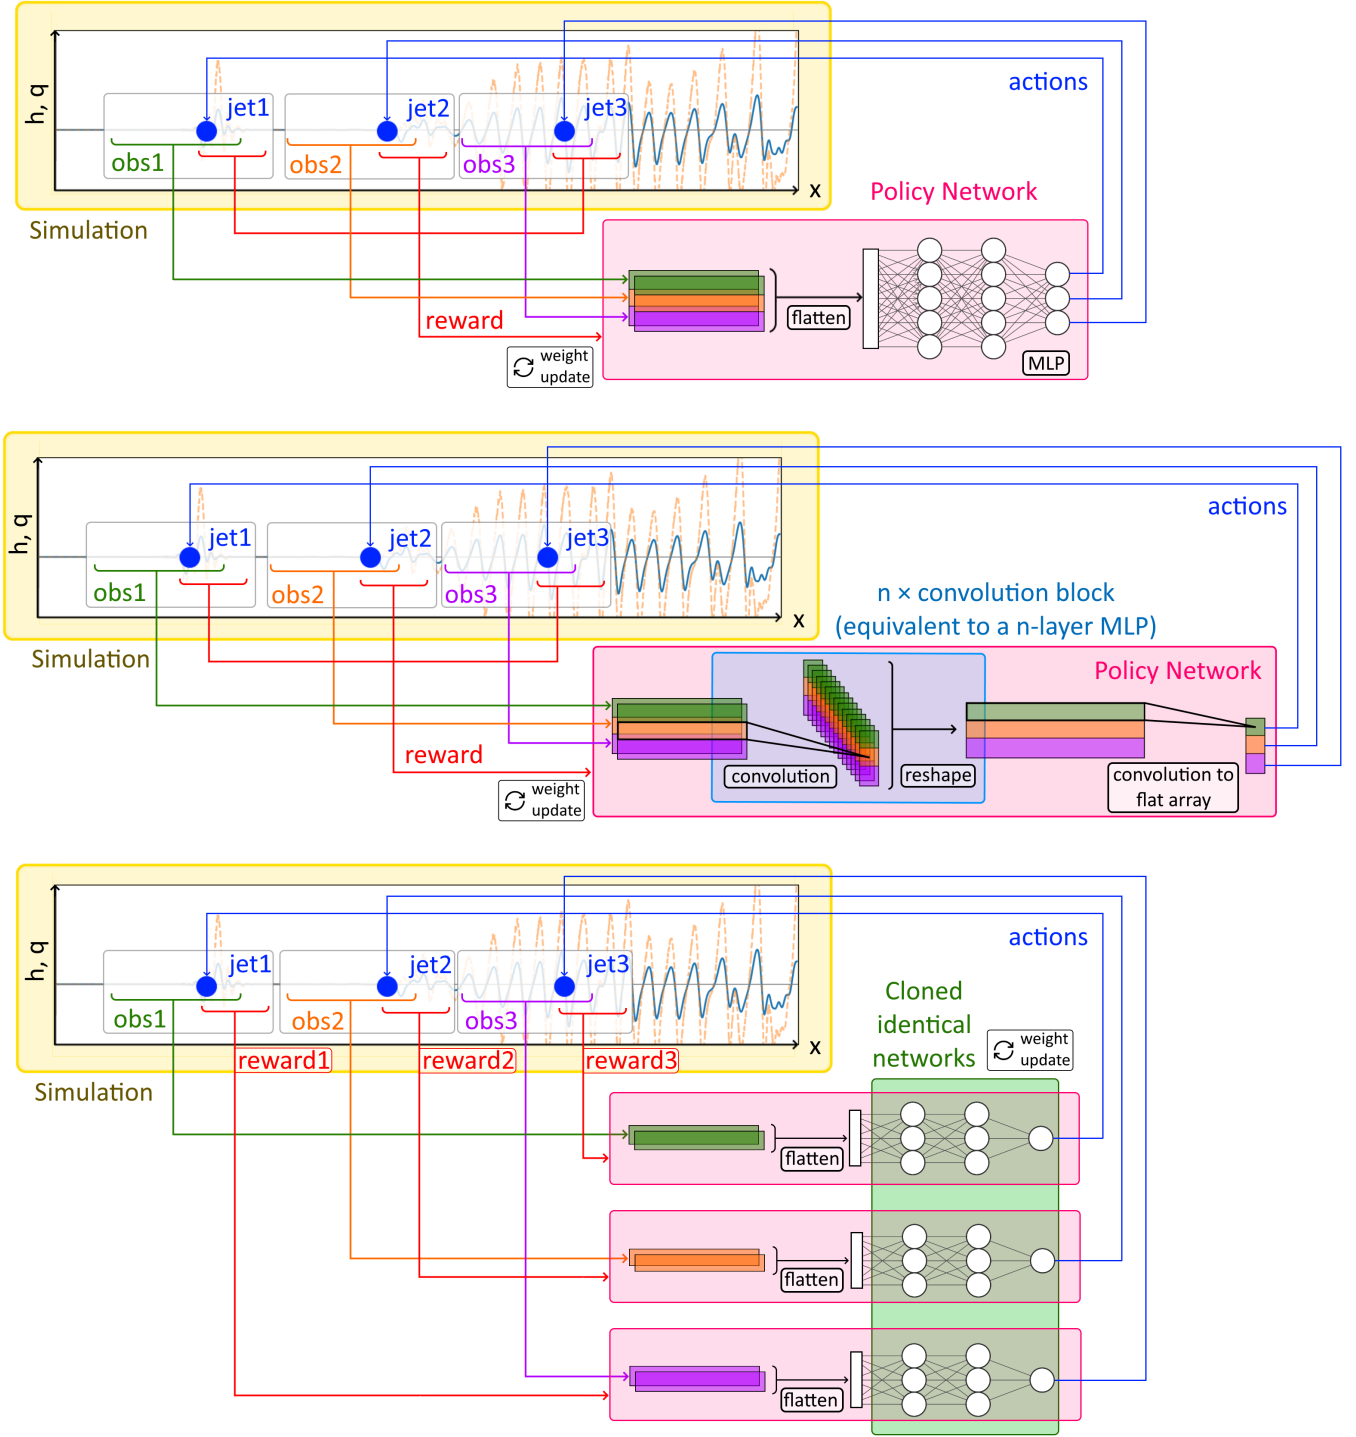 h, q
jet1
jet2
jet3
obs1
obs2
obs3
x
actions
Simulation
Policy Network
reward
flatten
MLP
weight
update
h, q
jet1
jet2
jet3
obs1
obs2
obs3
x
actions
Simulation
n × convolution block
(equivalent to a n-layer MLP)
Policy Network
reward
convolution
reshape
convolution to
flat array
weight
update
h, q
jet1
jet2
jet3
obs1
obs2
obs3
x
actions
reward1
reward2
reward3
Simulation
Cloned
identical
networks
weight
update
flatten
flatten
flatten